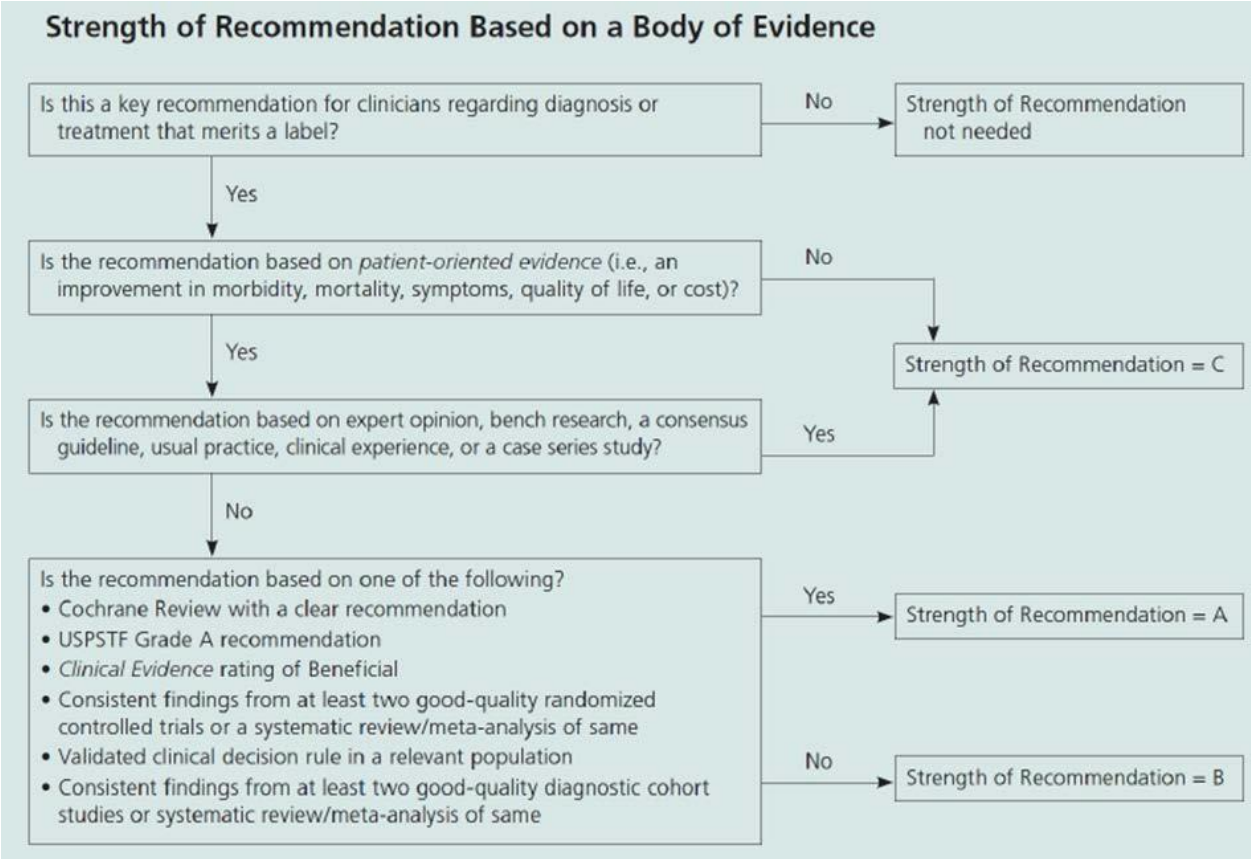 Strength of Recommendation Based on a Body of Evidence
Is this a key recommendation for clinicians regarding diagnosis or
treatment that merits a label?
No
Strength of Recommendation
not needed
Yes
Is the recommendation based on patient-oriented evidence (i.e., an
improvement in morbidity, mortality, symptoms, quality of life, or cost)?
No
Yes
Strength of Recommendation = C
Is the recommendation based on expert opinion, bench research, a consensus
guideline, usual practice, clinical experience, or a case series study?
Yes
No
Is the recommendation based on one of the following?
• Cochrane Review with a clear recommendation
• USPSTF Grade A recommendation
• Clinical Evidence rating of Beneficial
• Consistent findings from at least two good-quality randomized
controlled trials or a systematic review/meta-analysis of same
• Validated clinical decision rule in a relevant population
• Consistent findings from at least two good-quality diagnostic cohort
studies or systematic review/meta-analysis of same
Yes
Strength of Recommendation = A
No
Strength of Recommendation = B